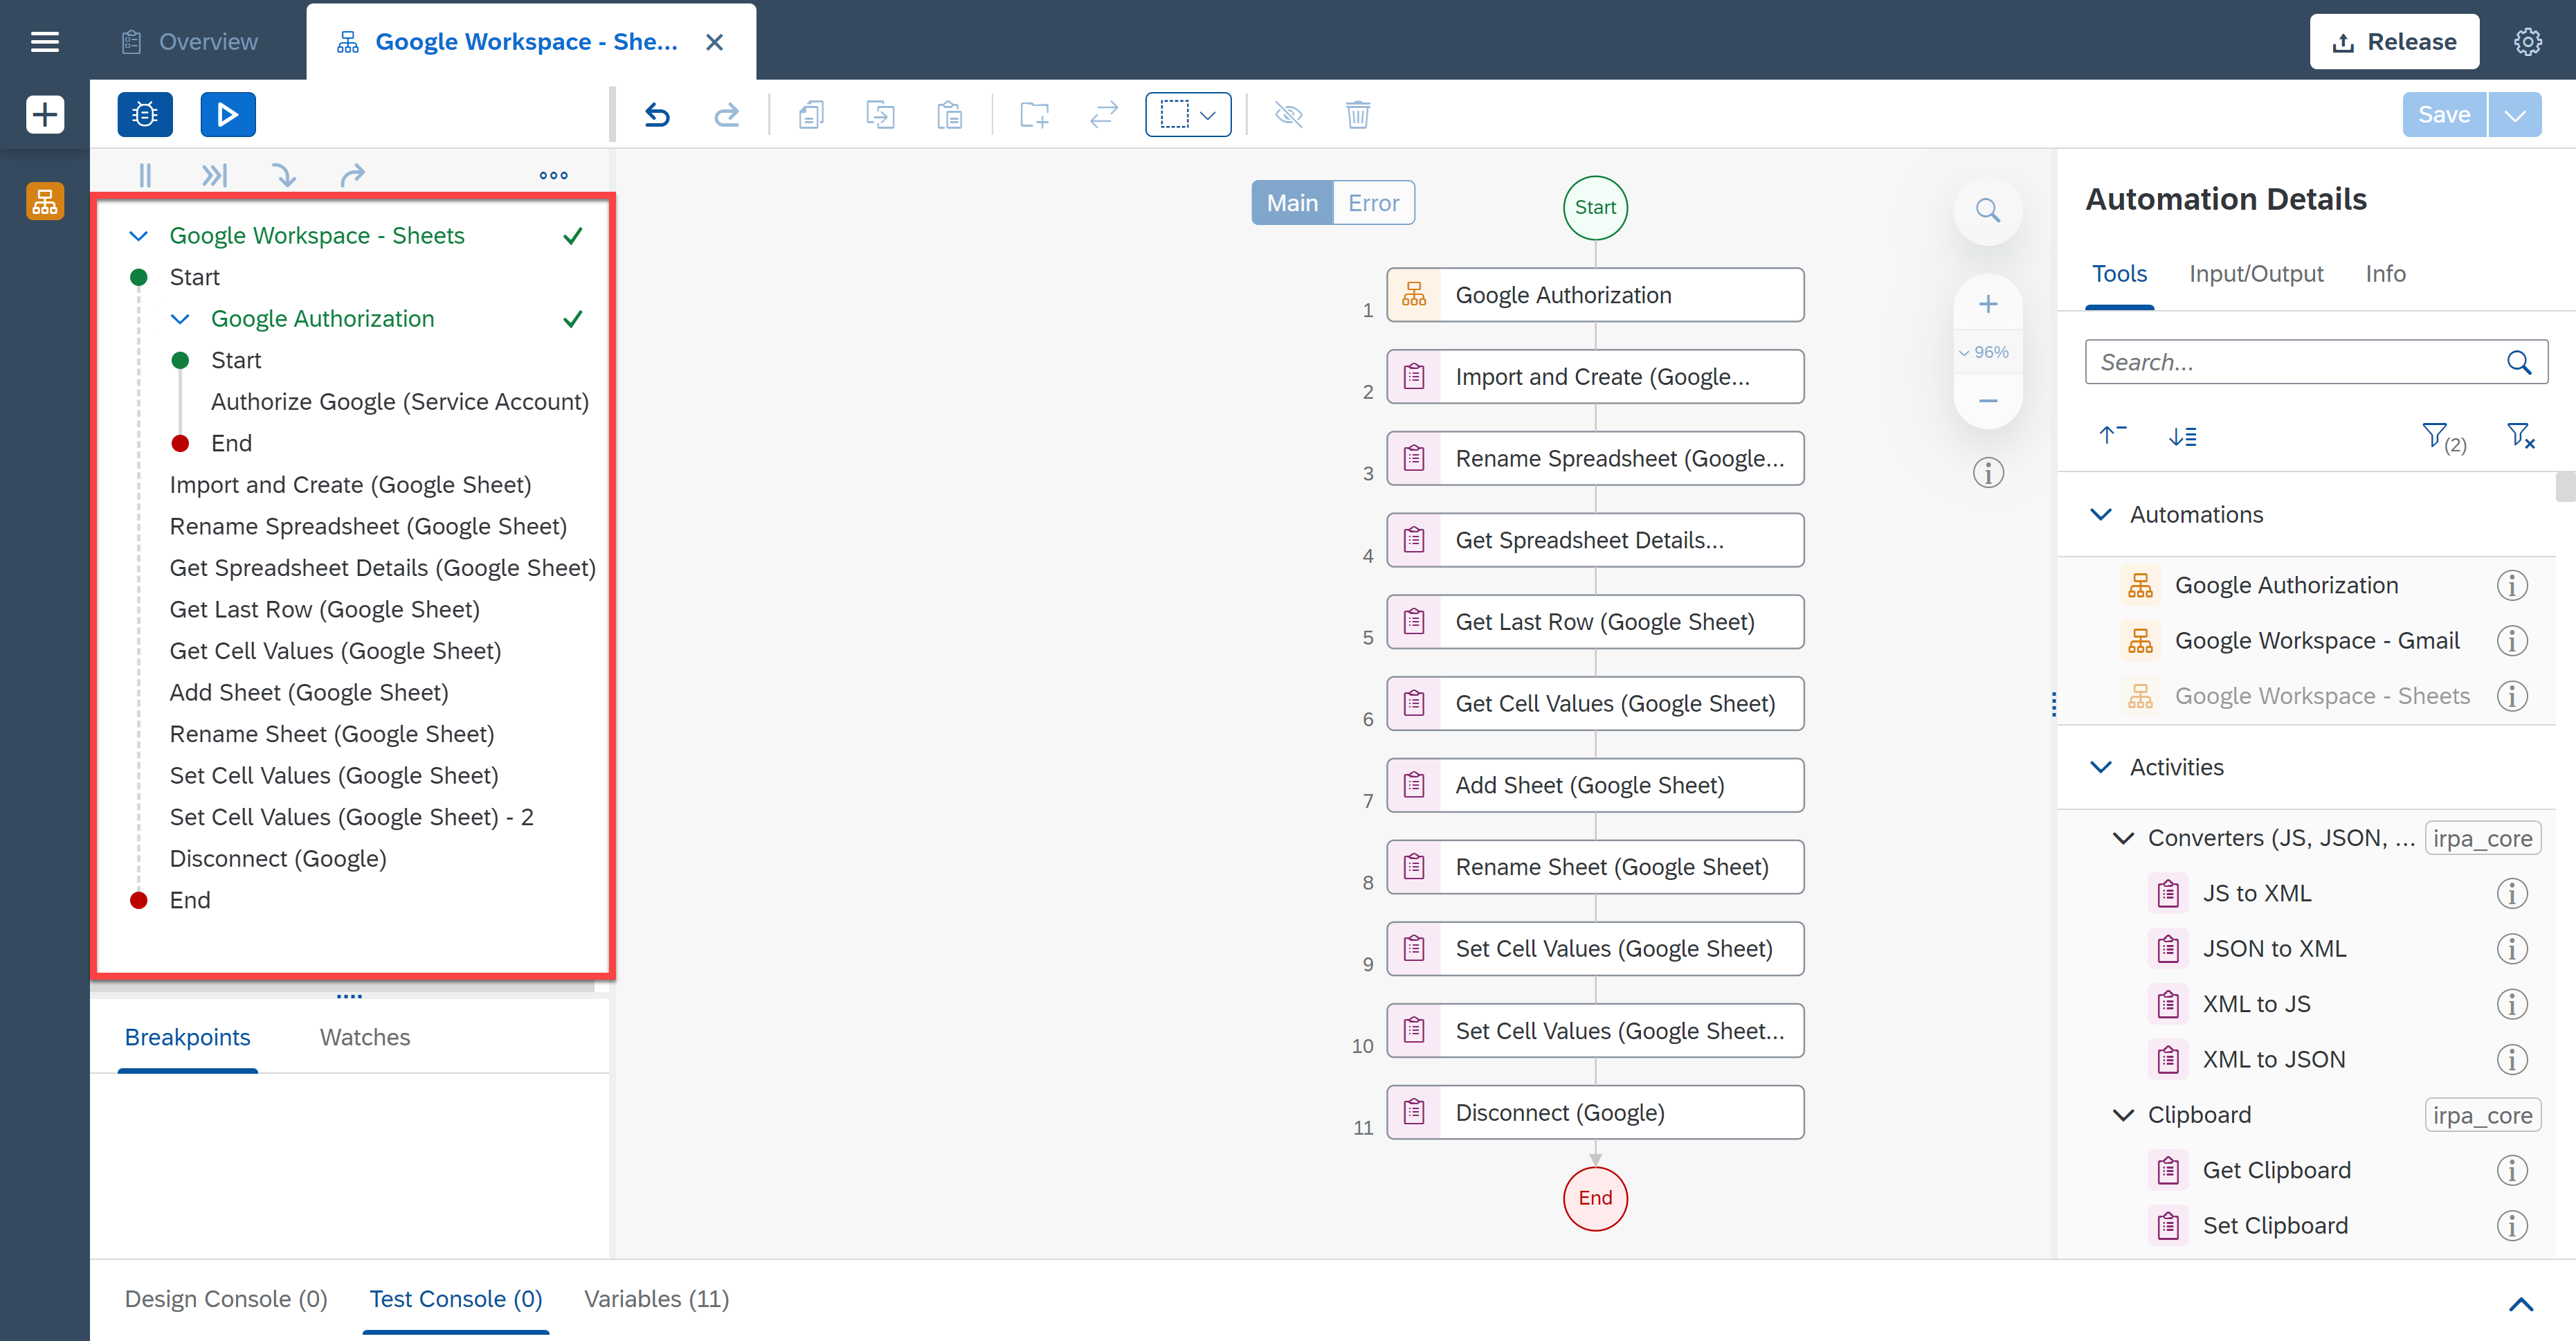 Overview
Google Workspace - She...
Release
Save
Google Workspace - Sheets
Start
Google Authorization
Start
Authorize Google (Service Account)
End
Import and Create (Google Sheet)
Rename Spreadsheet (Google Sheet)
Get Spreadsheet Details (Google Sheet)
Get Last Row (Google Sheet)
Get Cell Values (Google Sheet)
Add Sheet (Google Sheet)
Rename Sheet (Google Sheet)
Set Cell Values (Google Sheet)
Set Cell Values (Google Sheet) - 2
Disconnect (Google)
End
Breakpoints
Watches
Main
Error
Start
1
Google Authorization
2
Import and Create (Google...
3
Rename Spreadsheet (Google...
4
Get Spreadsheet Details...
5
Get Last Row (Google Sheet)
6
Get Cell Values (Google Sheet)
7
Add Sheet (Google Sheet)
8
Rename Sheet (Google Sheet)
9
Set Cell Values (Google Sheet)
10
Set Cell Values (Google Sheet...
11
Disconnect (Google)
End
96%
Automation Details
Tools
Input/Output
Info
Search...
(2)
Automations
Google Authorization
Google Workspace - Gmail
Google Workspace - Sheets
Activities
Converters (JS, JSON, ...
irpa_core
JS to XML
JSON to XML
XML to JS
XML to JSON
Clipboard
irpa_core
Get Clipboard
Set Clipboard
Design Console (0)
Test Console (0)
Variables (11)